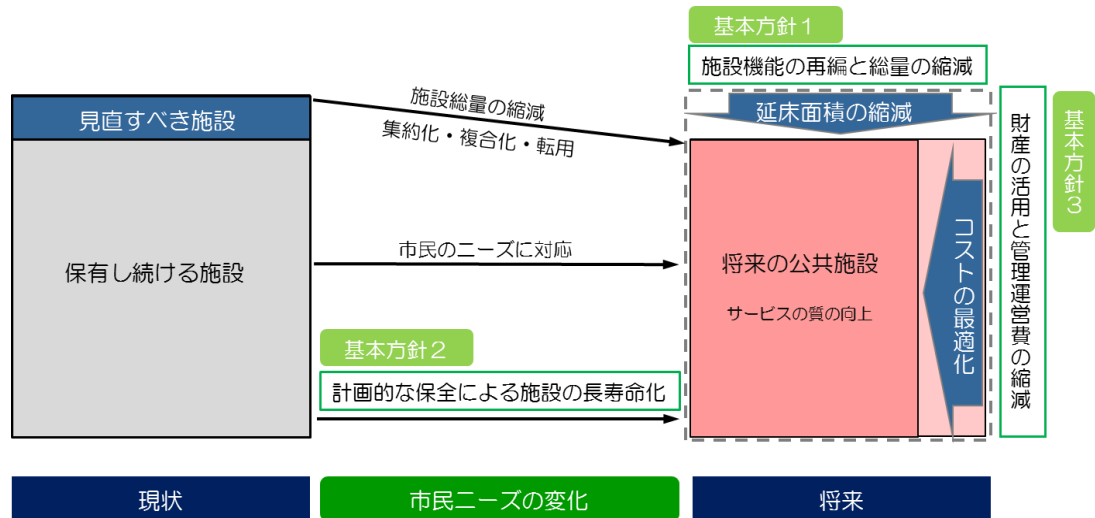 基本方針１
施設機能の再編と総量の縮減
見直すべき施設
施設総量の縮減
集約化・複合化・転用
延床面積の縮減
財産の活用と管理運営費の縮減
基本方針３
保有し続ける施設
市民のニーズに対応
将来の公共施設
サービスの質の向上
コストの最適化
基本方針２
計画的な保全による施設の長寿命化
現状
市民ニーズの変化
将来